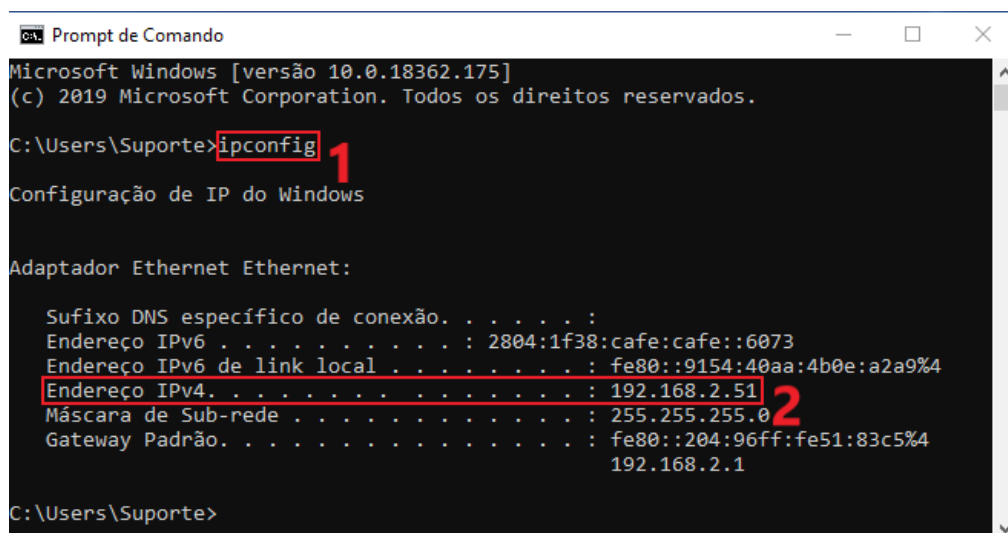 Prompt de Comando
Microsoft Windows [versão 10.0.18362.175]
(c) 2019 Microsoft Corporation. Todos os direitos reservados.
C:\Users\Suporte>ipconfig 1
Configuração de IP do Windows
Adaptador Ethernet Ethernet:
Sufixo DNS específico de conexão. . . . . . :
Endereço IPv6 . . . . . . . . . . : 2804:1f38:cafe:cafe::6073
Endereço IPv6 de link local . . . . . . . . : fe80::9154:40aa:4b0e:a2a9%4
Endereço IPv4. . . . . . . . . . . . . . . : 192.168.2.51 2
Máscara de Sub-rede . . . . . . . . . . . . : 255.255.255.0
Gateway Padrão. . . . . . . . . . . . . . . : fe80::204:96ff:fe51:83c5%4
192.168.2.1
C:\Users\Suporte>